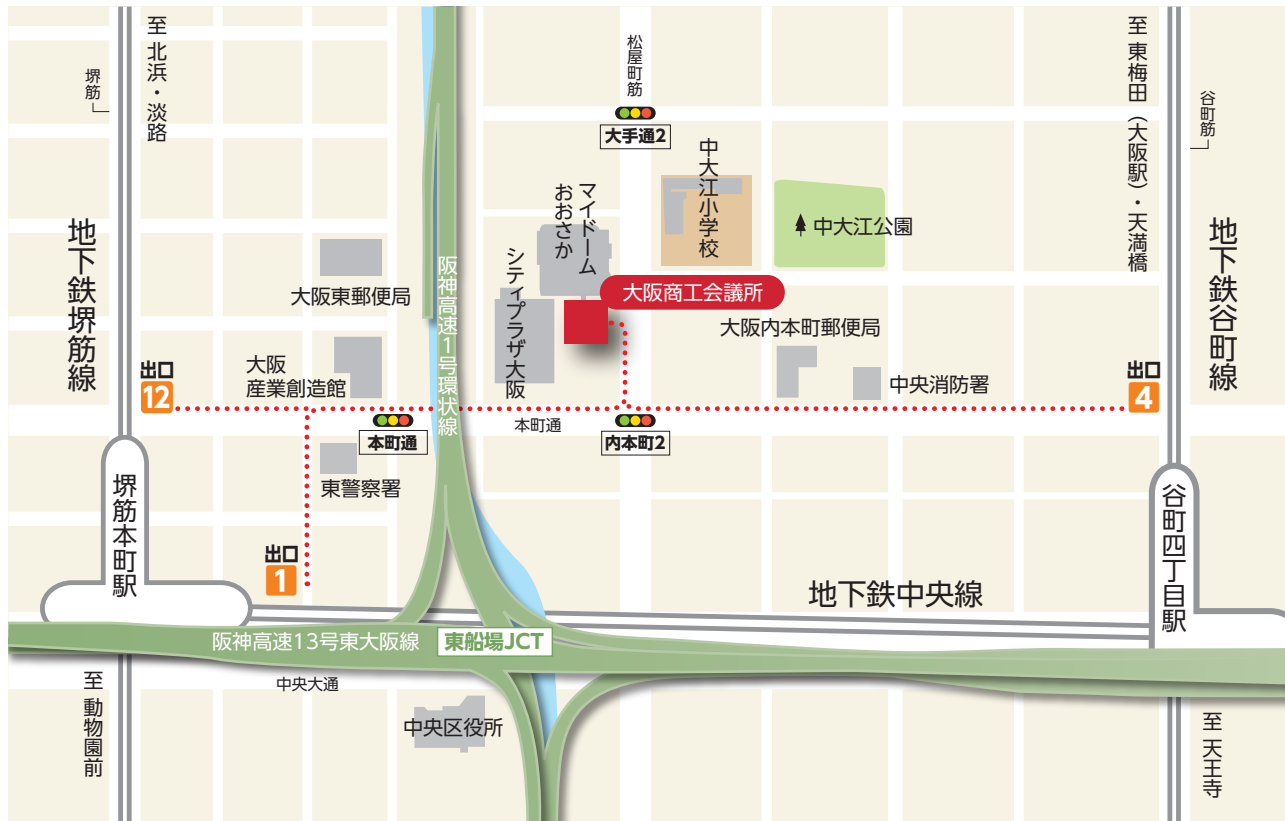 至 北浜・淡路
堺筋
松屋町筋
至 東梅田（大阪駅）・天満橋
谷町筋
大手通2
中大江小学校
マイドーム
おおさか
中大江公園
地下鉄堺筋線
地下鉄谷町線
大阪東郵便局
阪神高速1号環状線
シティプラザ大阪
大阪商工会議所
大阪内本町郵便局
出口
12
大阪
産業創造館
中央消防署
出口
4
本町通
本町通
内本町2
東警察署
堺筋本町駅
谷町四丁目駅
出口
1
地下鉄中央線
阪神高速13号東大阪線
東船場JCT
中央大通
至 動物園前
中央区役所
至 天王寺